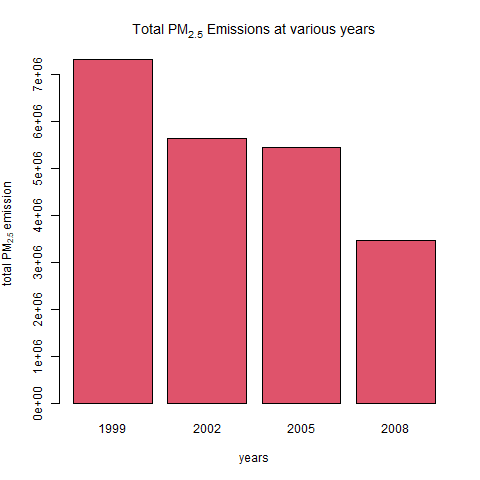 Total PM2.5 Emissions at various years
total PM2.5 emission
7e+06
6e+06
5e+06
4e+06
3e+06
2e+06
1e+06
0e+00
1999 2002 2005 2008
years